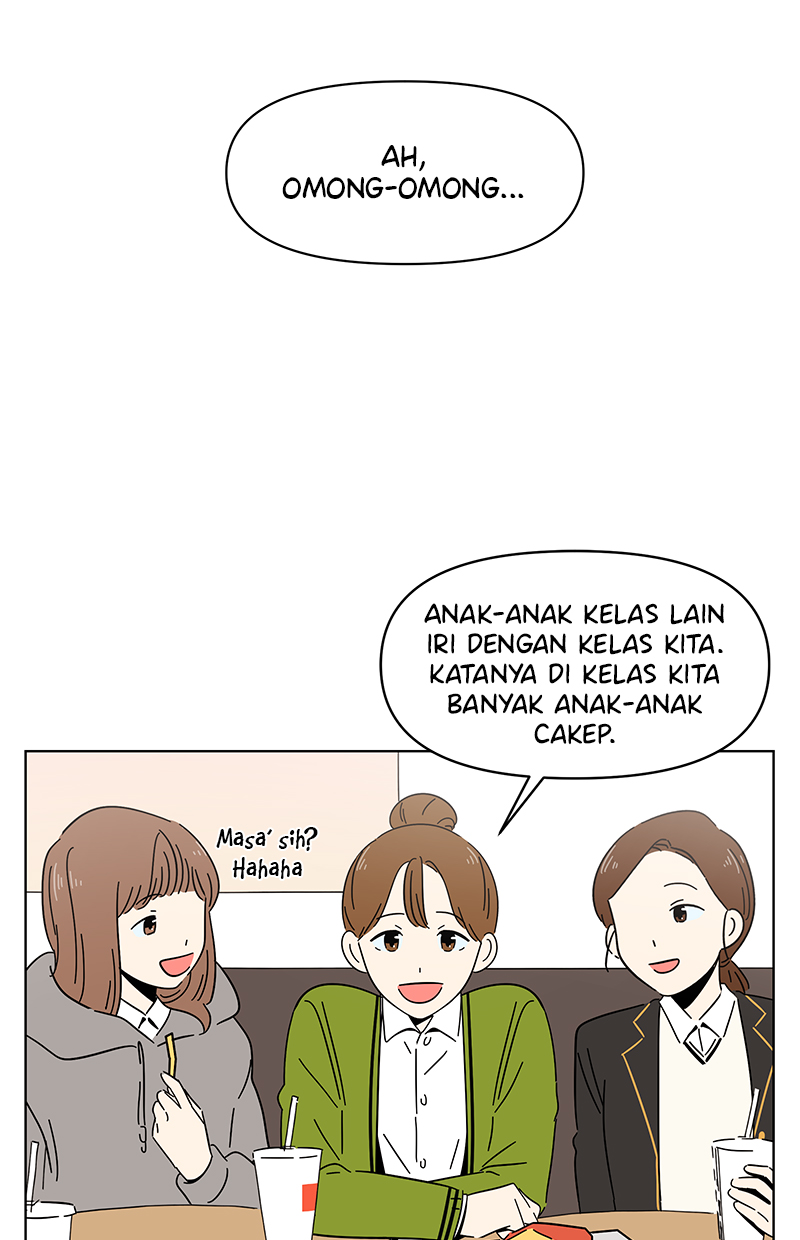 AH,
OMONG-OMONG...
ANAK-ANAK KELAS LAIN
IRI DENGAN KELAS KITA.
KATANYA DI KELAS KITA
BANYAK ANAK-ANAK
CAKEP.
Masa' sih?
Hahaha